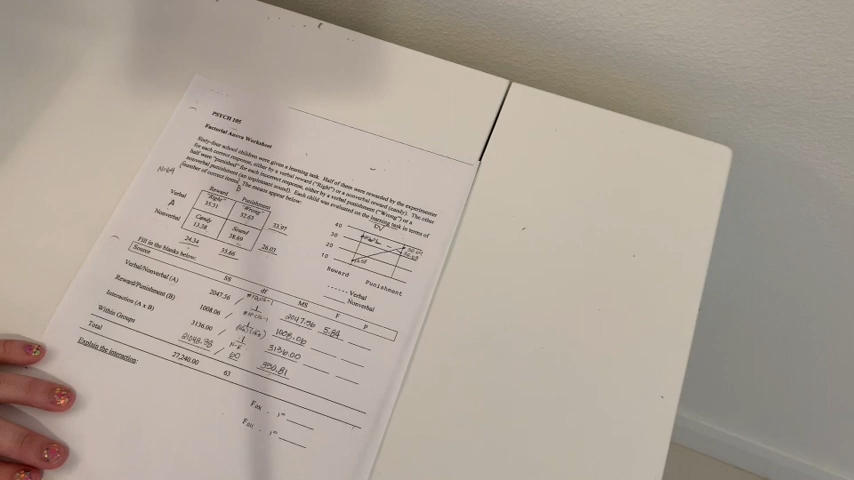 PSYCH 105
Factorial Anova Worksheet
Sixty-four school children were given a learning task. Half of them were rewarded by the experimenter
for each correct response, either by a verbal reward ("Right") or a nonverbal reward (candy). The other
half were "punished" for each incorrect response, either by a verbal punishment ("Wrong") or a
nonverbal punishment (an unpleasant sound). Each child was evaluated on the learning task in terms of
(number of correct items). The means appear below:
N=64
B
DV
Reward Punishment
Verbal "Right" "Wrong"
A 35.31 32.63 33.97
Nonverbal Candy Sound
13.38 38.69 26.03
24.34 35.66
40
30
20
10
Reward Punishment
Verbal
Nonverbal
Fill in the blanks below:
Source SS df MS F p
Verbal/Nonverbal (A) 2047.56 1 2047.56 5.84
Reward/Punishment (B) 1008.06 1 1008.06
Interaction (A x B) 3136.00 1 3136.00
Within Groups 21048.38 60 350.81
N-K
Total 27,240.00 63
Explain the interaction: